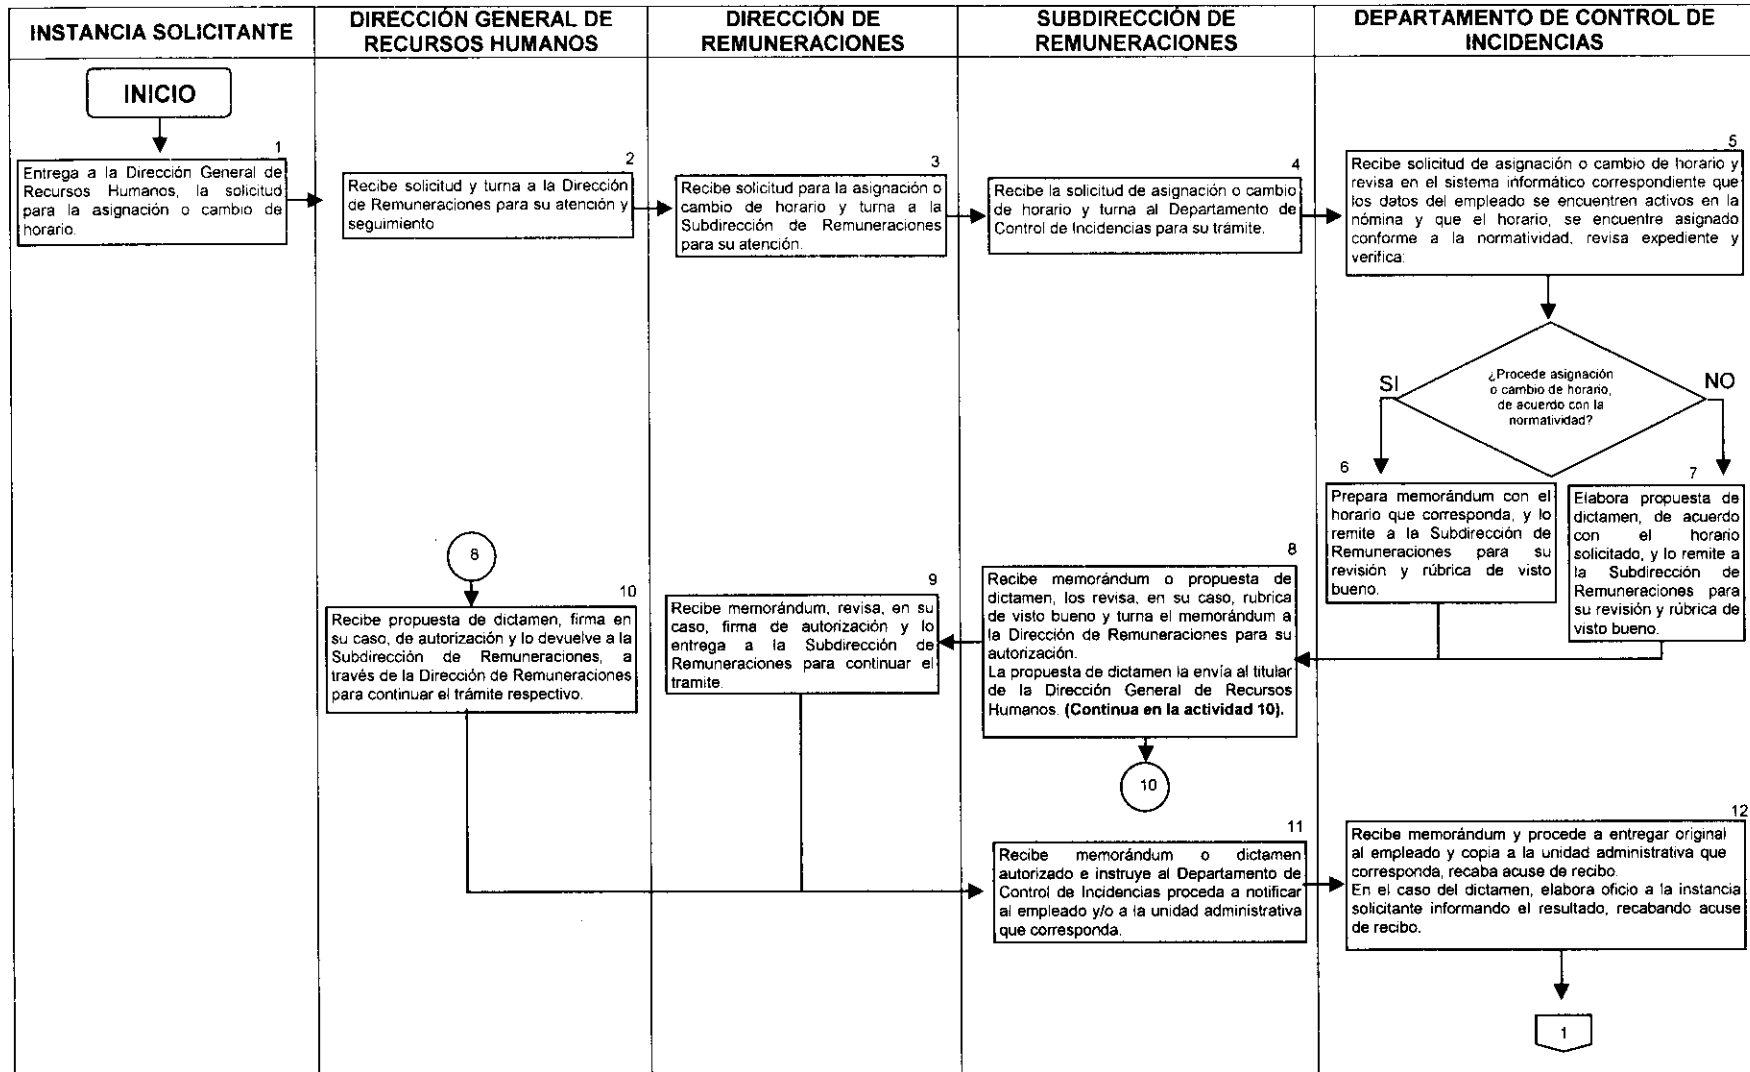 INSTANCIA SOLICITANTE
DIRECCIÓN GENERAL DE
RECURSOS HUMANOS
DIRECCIÓN DE
REMUNERACIONES
SUBDIRECCIÓN DE
REMUNERACIONES
DEPARTAMENTO DE CONTROL DE
INCIDENCIAS
INICIO
1
Entrega a la Dirección General de
Recursos Humanos, la solicitud
para la asignación o cambio de
horario.
2
Recibe solicitud y turna a la Dirección
de Remuneraciones para su atención y
seguimiento
3
Recibe solicitud para la asignación o
cambio de horario y turna a la
Subdirección de Remuneraciones
para su atención.
4
Recibe la solicitud de asignación o cambio
de horario y turna al Departamento de
Control de Incidencias para su trámite.
5
Recibe solicitud de asignación o cambio de horario y
revisa en el sistema informático correspondiente que
los datos del empleado se encuentren activos en la
nómina y que el horario, se encuentre asignado
conforme a la normatividad, revisa expediente y
verifica:
¿Procede asignación
o cambio de horario,
de acuerdo con la
normatividad?
SI
NO
6
Prepara memorándum con el
horario que corresponda, y lo
remite a la Subdirección de
Remuneraciones para su
revisión y rúbrica de visto
bueno.
7
Elabora propuesta de
dictamen, de acuerdo
con el horario
solicitado, y lo remite a
la Subdirección de
Remuneraciones para
su revisión y rúbrica de
visto bueno.
8
Recibe memorándum o propuesta de
dictamen, los revisa, en su caso, rubrica
de visto bueno y turna el memorándum a
la Dirección de Remuneraciones para su
autorización.
La propuesta de dictamen la envía al titular
de la Dirección General de Recursos
Humanos. (Continua en la actividad 10).
10
9
Recibe memorándum, revisa, en su
caso, firma de autorización y lo
entrega a la Subdirección de
Remuneraciones para continuar el
tramite.
8
10
Recibe propuesta de dictamen, firma en
su caso, de autorización y lo devuelve a la
Subdirección de Remuneraciones, a
través de la Dirección de Remuneraciones
para continuar el trámite respectivo.
11
Recibe memorándum o dictamen
autorizado e instruye al Departamento de
Control de Incidencias proceda a notificar
al empleado y/o a la unidad administrativa
que corresponda.
12
Recibe memorándum y procede a entregar original
al empleado y copia a la unidad administrativa que
corresponda, recaba acuse de recibo.
En el caso del dictamen, elabora oficio a la instancia
solicitante informando el resultado, recabando acuse
de recibo.
1